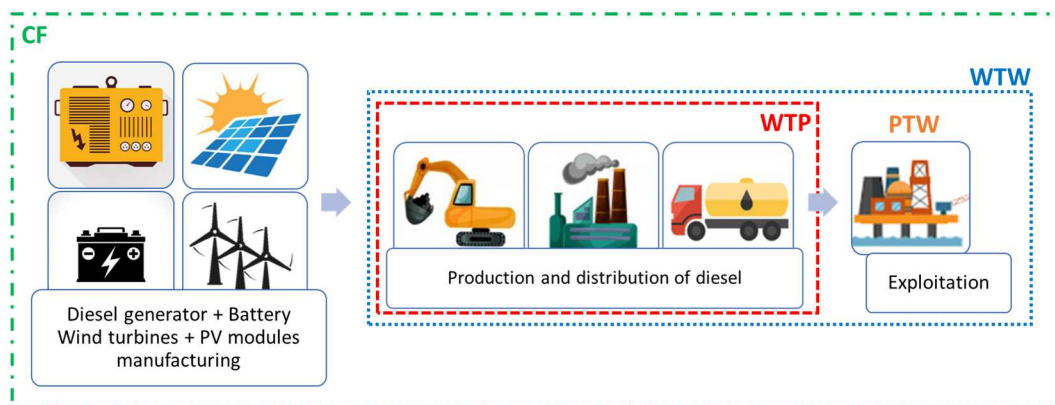 CF
WTW
WTP
PTW
Production and distribution of diesel
Exploitation
Diesel generator + Battery
Wind turbines + PV modules
manufacturing